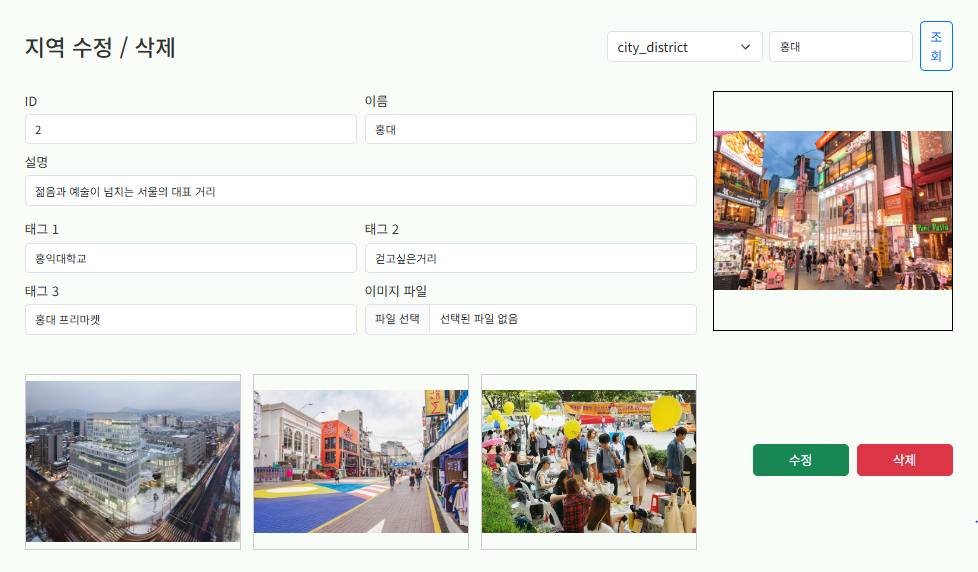 지역 수정 / 삭제
city_district
홍대
조
회
ID
이름
2
홍대
설명
젊음과 예술이 넘치는 서울의 대표 거리
태그 1
태그 2
홍익대학교
걷고싶은거리
태그 3
이미지 파일
홍대 프리마켓
파일 선택
선택된 파일 없음
수정
삭제